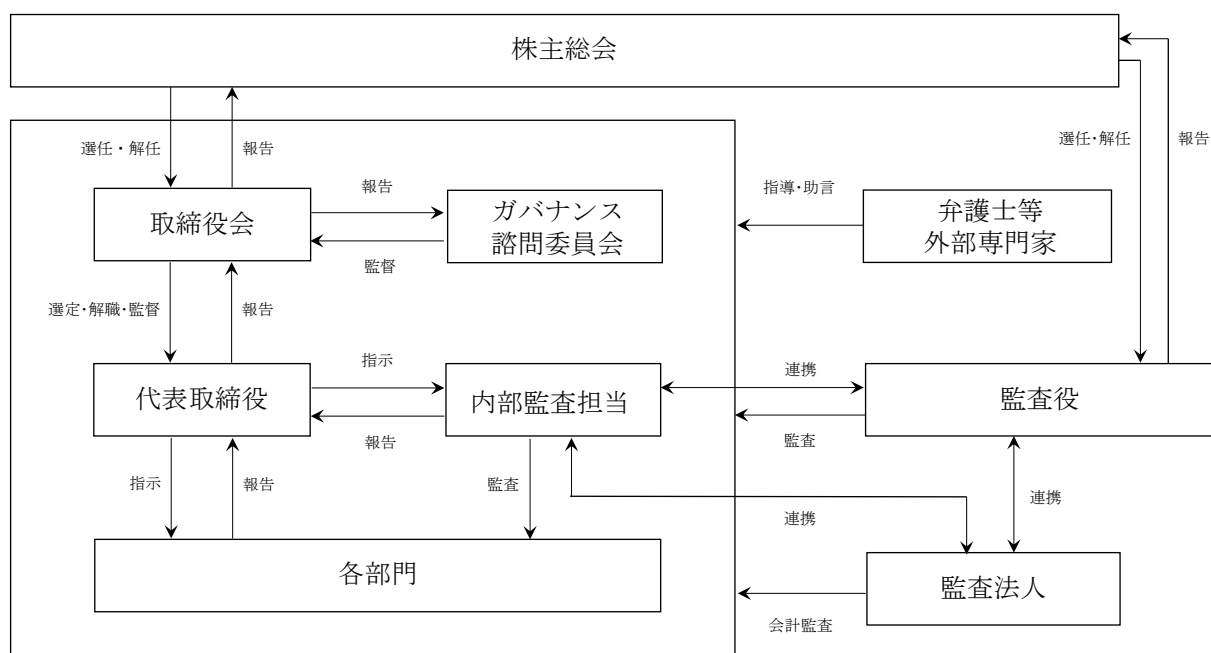 株主総会
選任・解任
報告
選任・解任
報告
取締役会
報告
監督
ガバナンス
諮問委員会
指導・助言
弁護士等
外部専門家
選定・解職・監督
報告
代表取締役
指示
報告
内部監査担当
連携
監査
監査役
指示
報告
監査
連携
連携
各部門
監査法人
会計監査